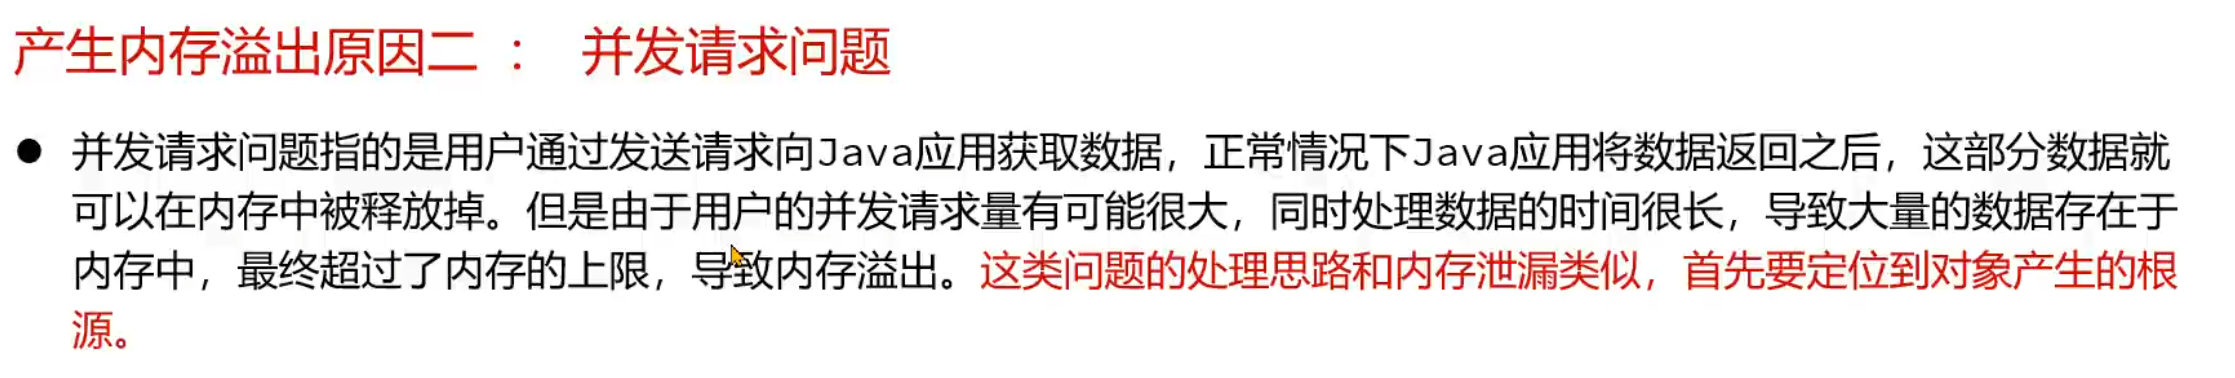 产生内存溢出原因二 ： 并发请求问题
● 并发请求问题指的是用户通过发送请求向Java应用获取数据，正常情况下Java应用将数据返回之后，这部分数据就
可以在内存中被释放掉。但是由于用户的并发请求量有可能很大，同时处理数据的时间很长，导致大量的数据存在于
内存中，最终超过了内存的上限，导致内存溢出。这类问题的处理思路和内存泄漏类似，首先要定位到对象产生的根
源。